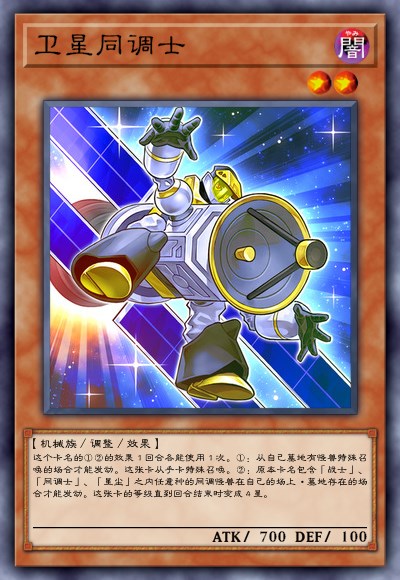 卫星同调士
やみ
闇
【机械族／调整／效果】
这个卡名的①②的效果1回合各能使用1次。①：从自己墓地有怪兽特殊召
唤的场合才能发动。这张卡从手卡特殊召唤。②：原本卡名包含「战士」、
「同调士」、「星尘」之内任意种的同调怪兽在自己的场上·墓地存在的场
合才能发动。这张卡的等级直到回合结束时变成4星。
ATK/ 700 DEF/ 100